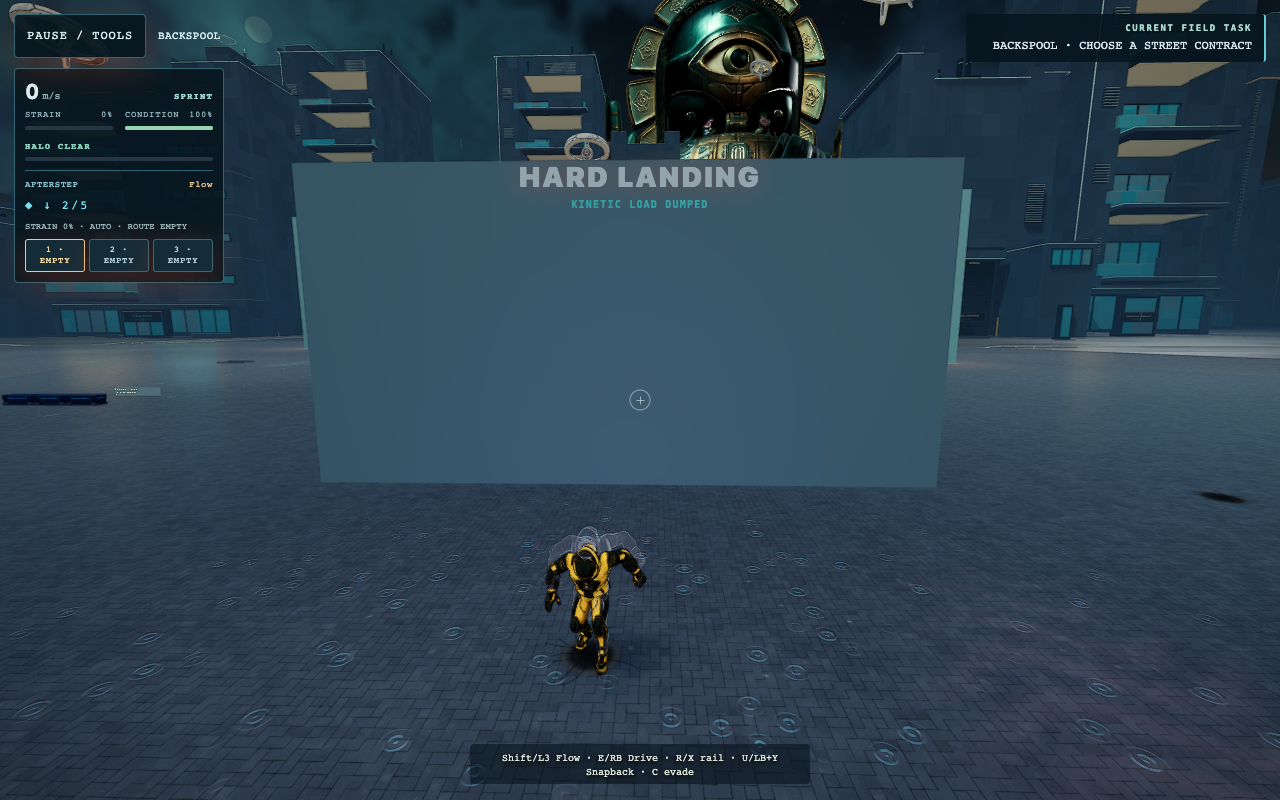 PAUSE / TOOLS
BACKSPOOL
CURRENT FIELD TASK
BACKSPOOL · CHOOSE A STREET CONTRACT
0 m/s
SPRINT
STRAIN 0%
CONDITION 100%
HALO CLEAR
AFTERSTEP
Flow
◆ ↓ 2/5
STRAIN 0% · AUTO · ROUTE EMPTY
1 · EMPTY
2 · EMPTY
3 · EMPTY
HARD LANDING
KINETIC LOAD DUMPED
Shift/L3 Flow · E/RB Drive · R/X rail · U/LB+Y
Snapback · C evade